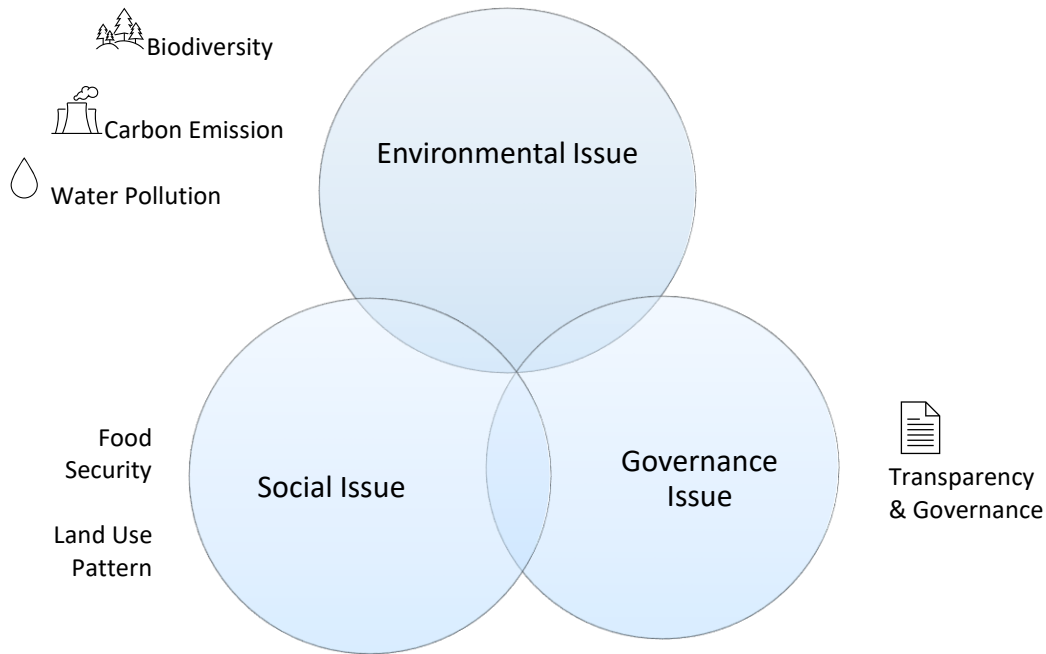 Biodiversity
Carbon Emission
Water Pollution
Environmental Issue
Food
Security
Land Use
Pattern
Social Issue
Governance
Issue
Transparency
& Governance